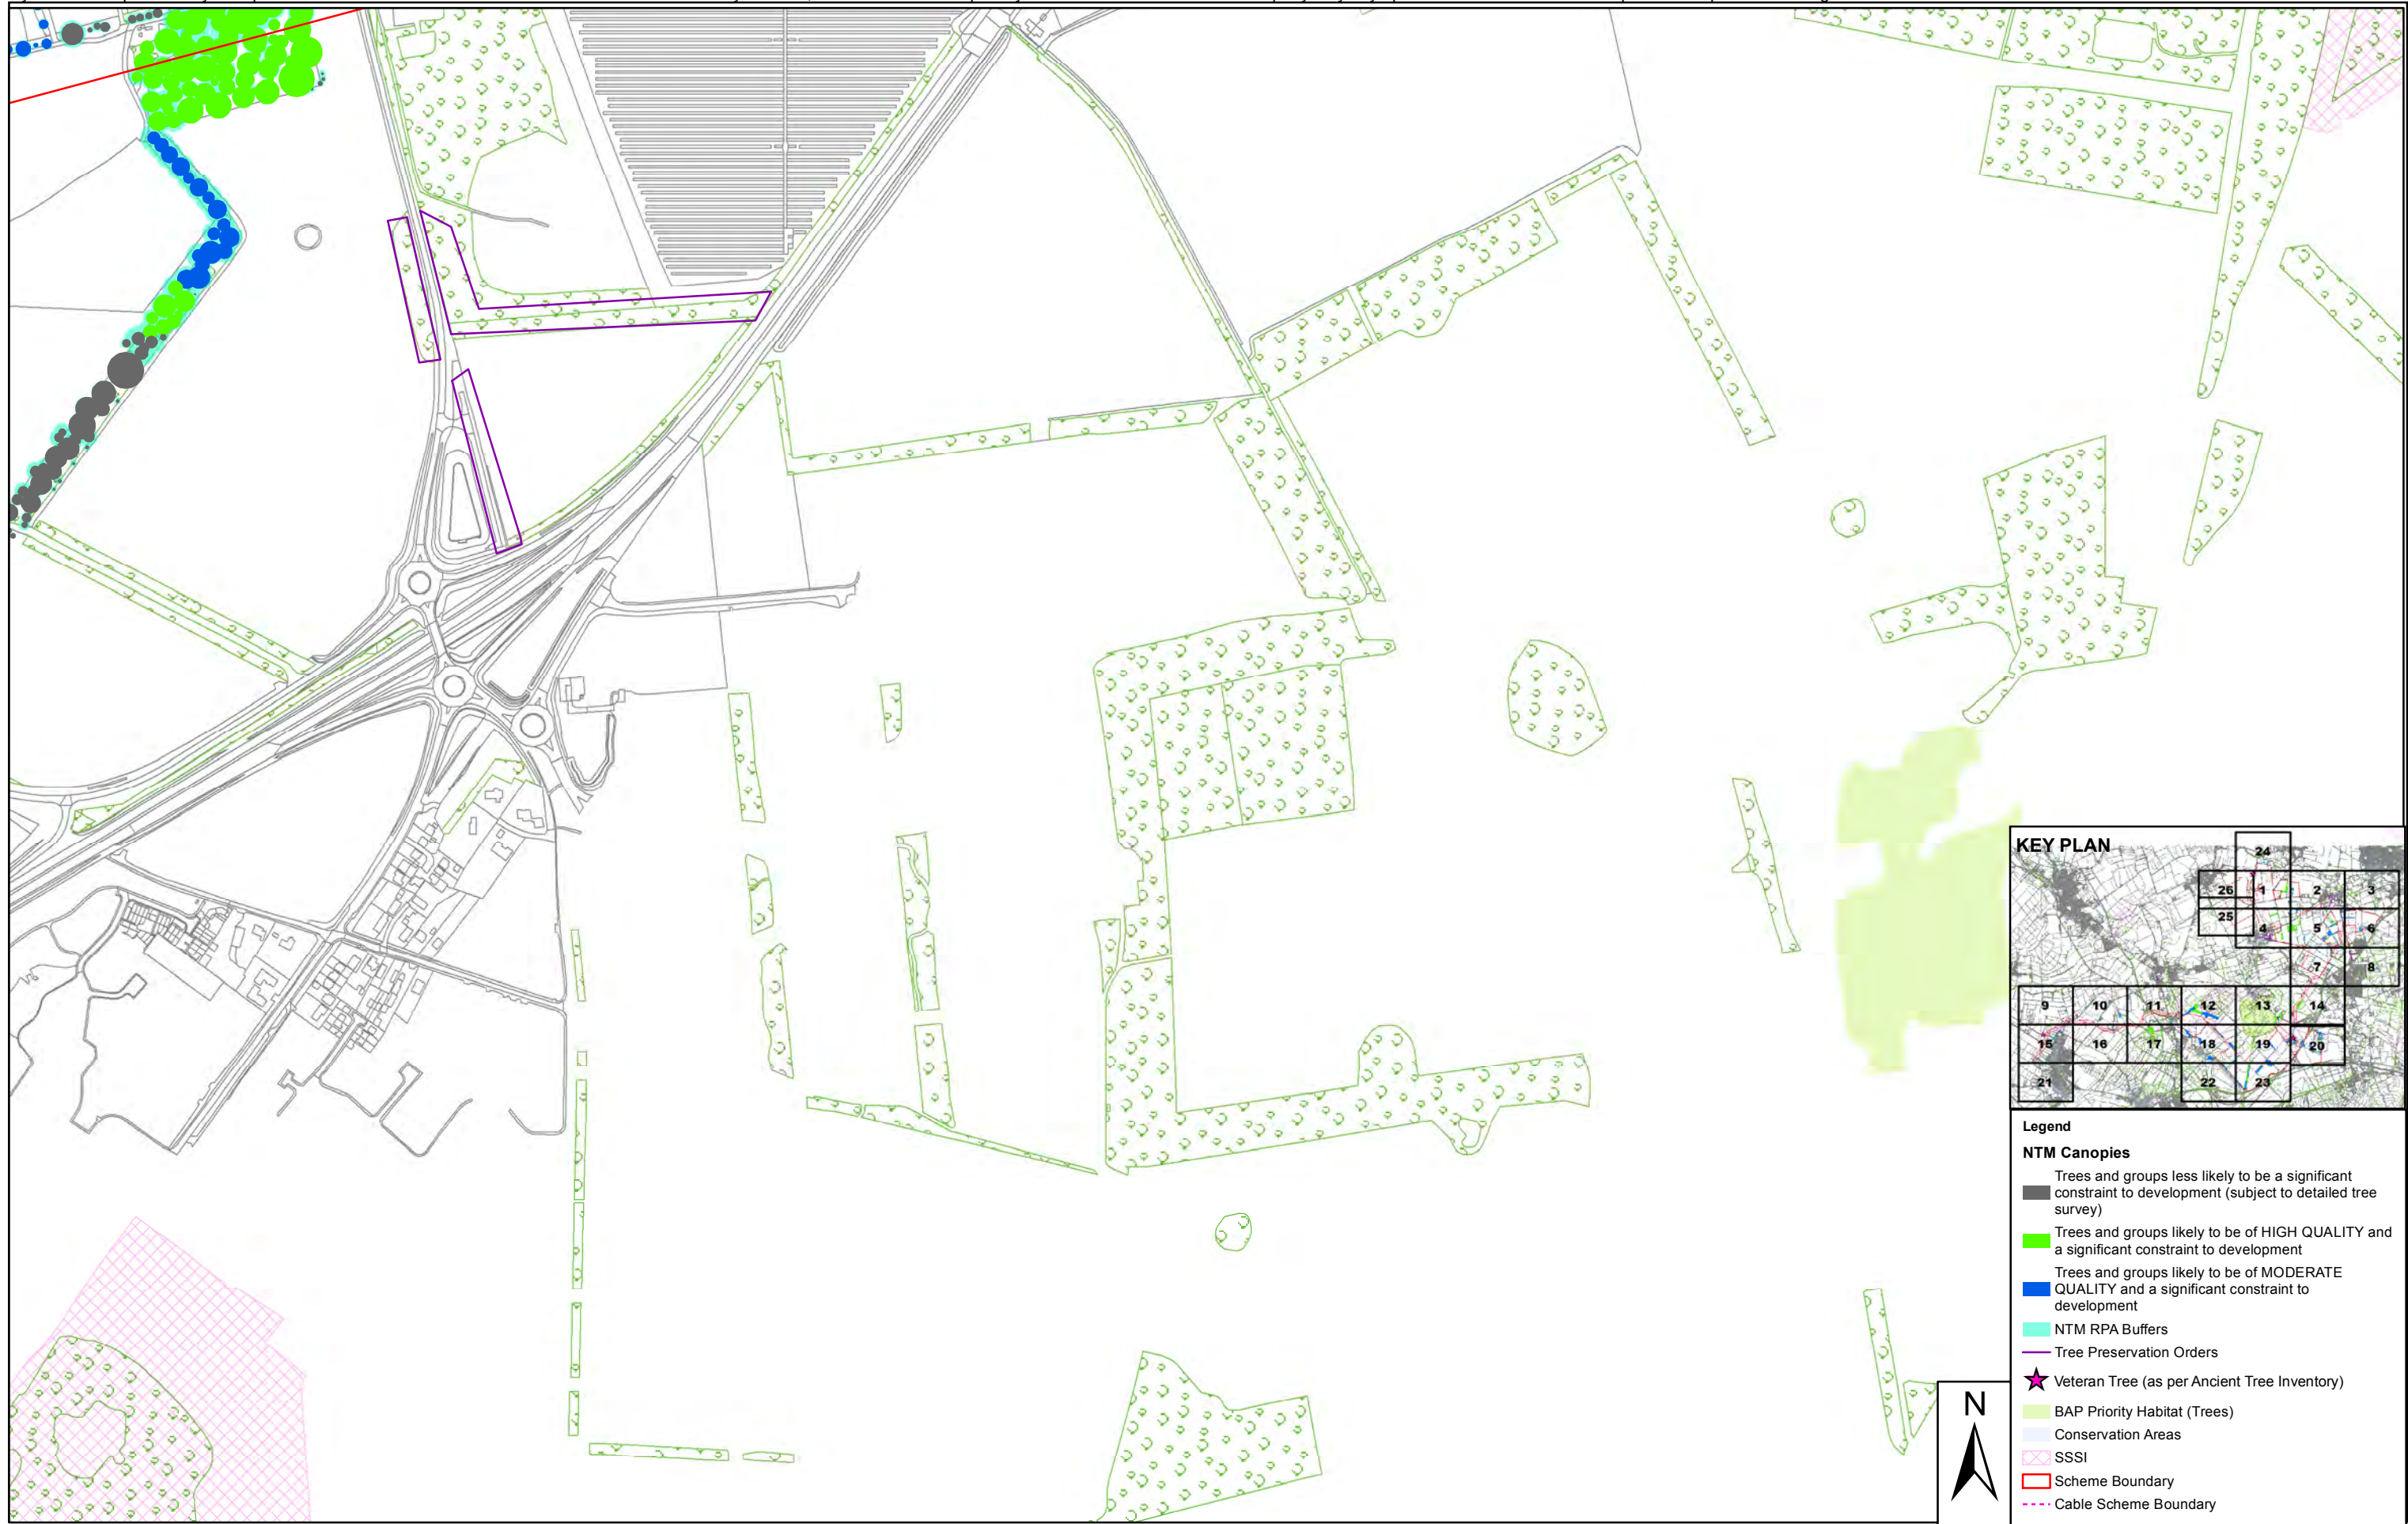 KEY PLAN
24
26 1 2 3
25 4 5 6
7 8
9 10 11 12 13 14
15 16 17 18 19 20
21 22 23
N
Legend
NTM Canopies
Trees and groups less likely to be a significant
constraint to development (subject to detailed tree
survey)
Trees and groups likely to be of HIGH QUALITY and
a significant constraint to development
Trees and groups likely to be of MODERATE
QUALITY and a significant constraint to
development
NTM RPA Buffers
Tree Preservation Orders
Veteran Tree (as per Ancient Tree Inventory)
BAP Priority Habitat (Trees)
Conservation Areas
SSSI
Scheme Boundary
Cable Scheme Boundary